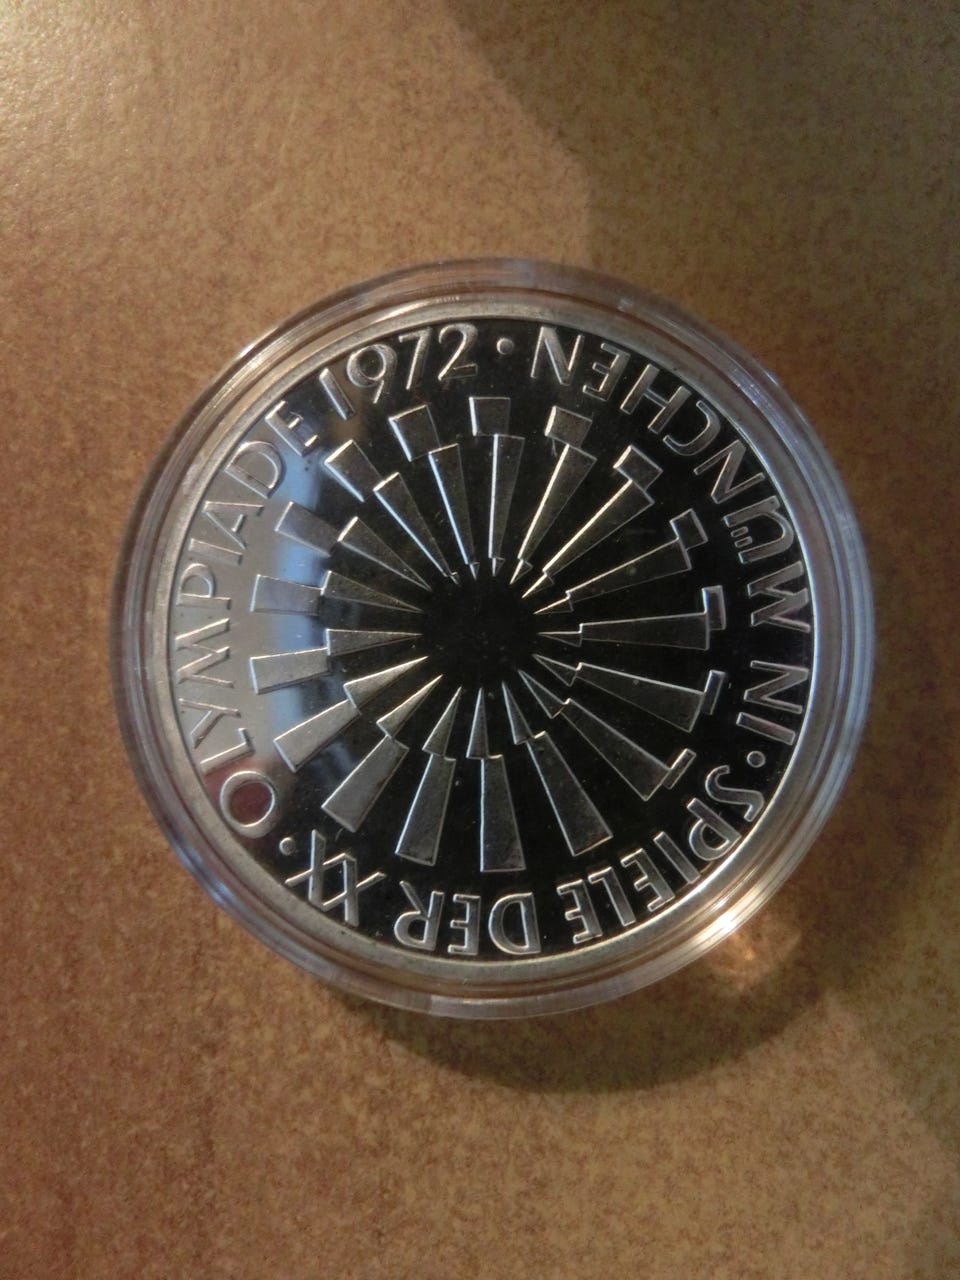 SPIELE DER XX · OLYMPIADE 1972 · IN MÜNCHEN ·